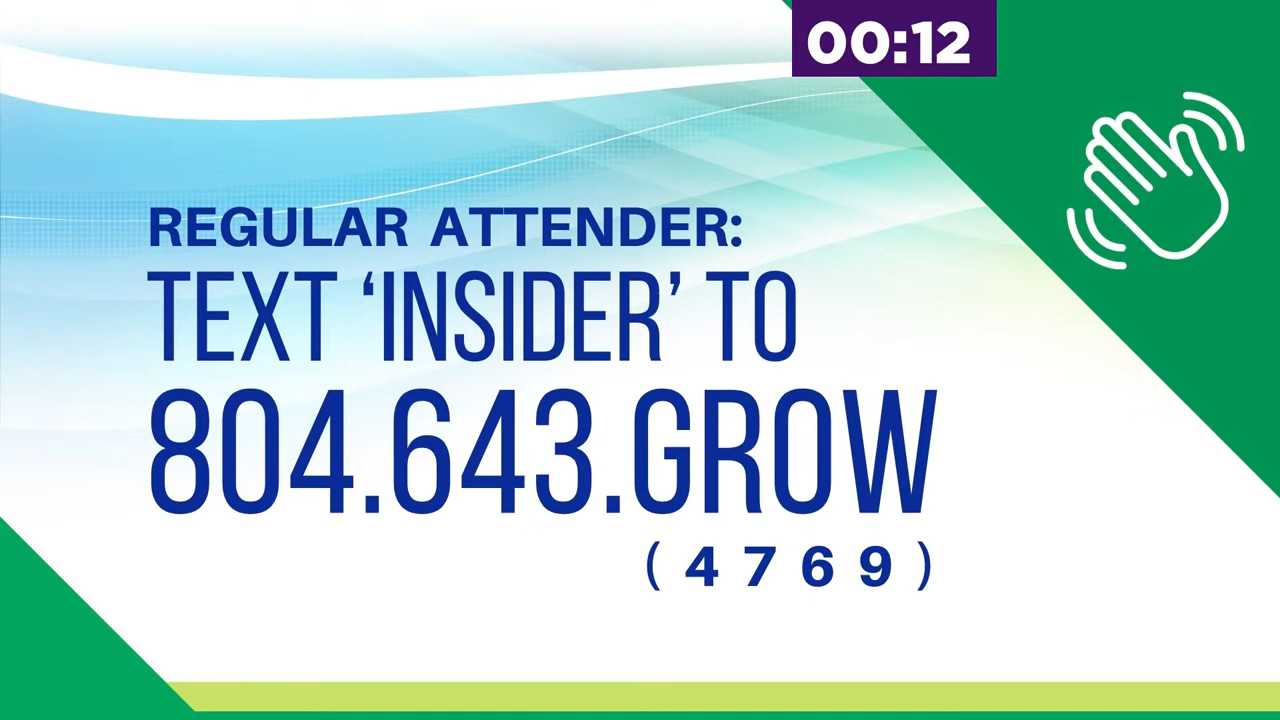 00:12
REGULAR ATTENDER:
TEXT ‘INSIDER’ TO
804.643.GROW
(4769)